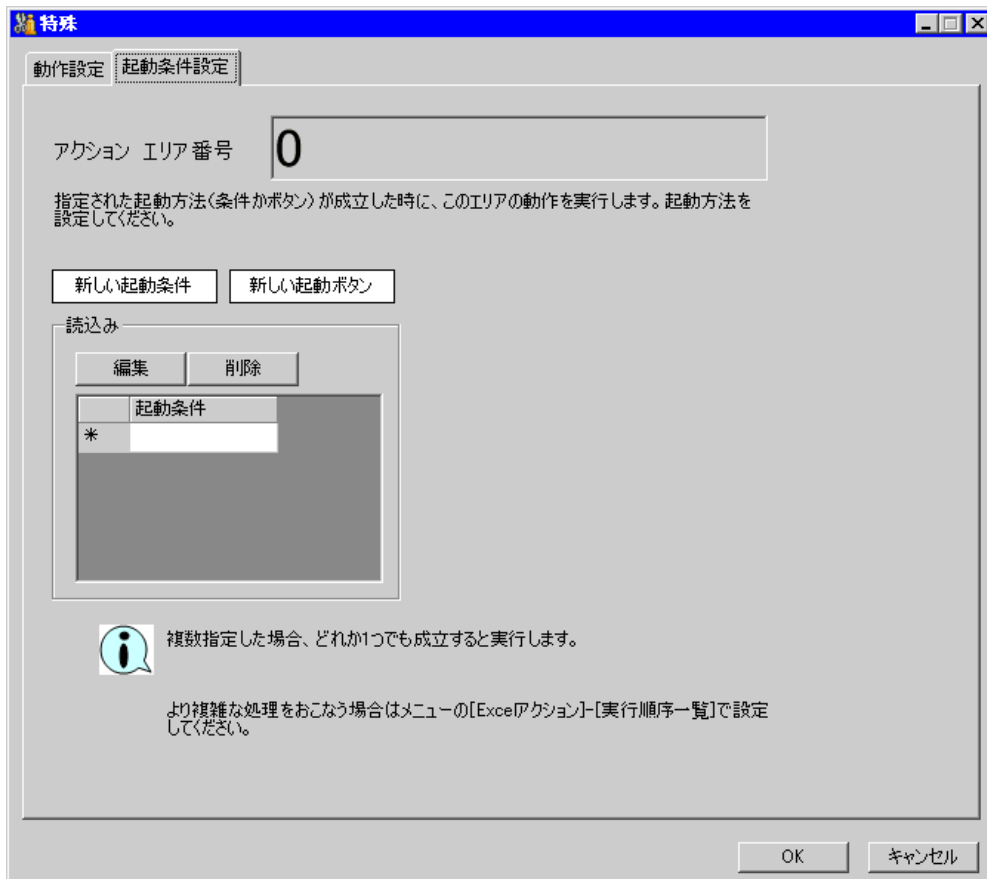 特殊
動作設定 起動条件設定
アクション エリア番号 0
指定された起動方法(条件かボタン)が成立した時に、このエリアの動作を実行します。起動方法を
設定してください。
新しい起動条件 新しい起動ボタン
読込み
編集 削除
起動条件
*
複数指定した場合、どれか1つでも成立すると実行します。
より複雑な処理をおこなう場合はメニューの[Excelアクション]-[実行順序一覧]で設定
してください。
OK キャンセル